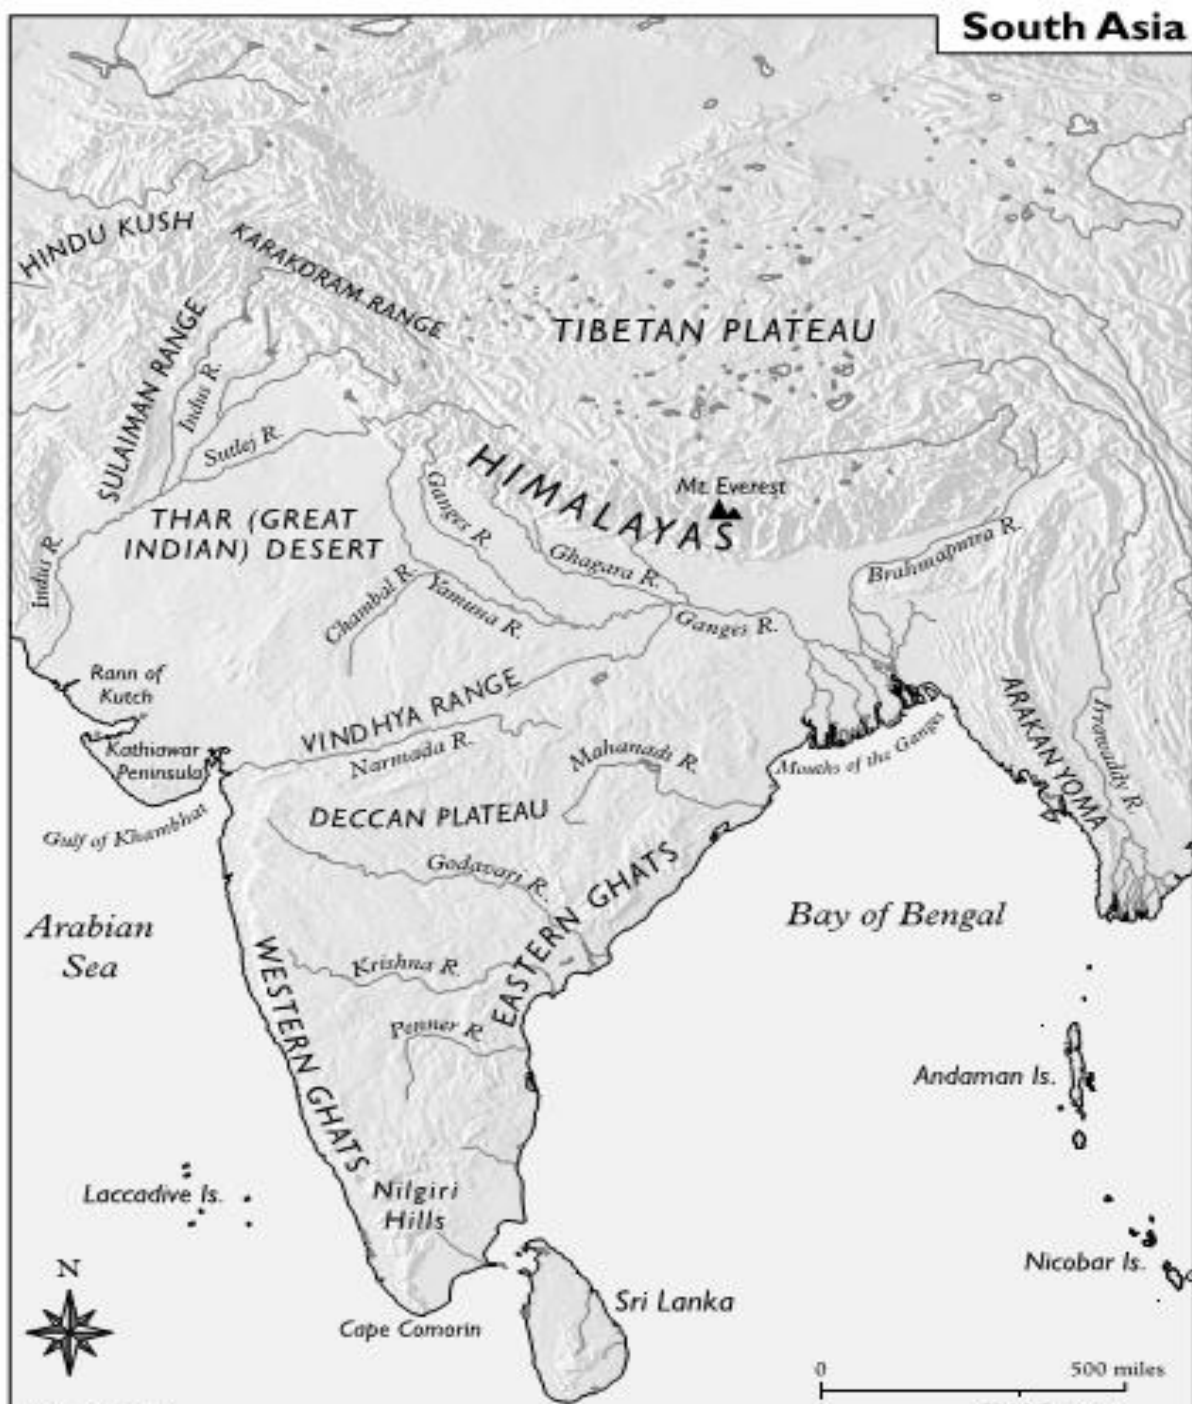 South Asia
HINDU KUSH
KARAKORAM RANGE
SULAIMAN RANGE
Indus R.
Sutlej R.
TIBETAN PLATEAU
HIMALAYAS
Mt. Everest
THAR (GREAT
INDIAN) DESERT
Indus R.
Ganges R.
Ghagara R.
Brahmaputra R.
Chambal R.
Yamuna R.
Ganges R.
Rann of
Kutch
VINDHYA RANGE
Narmada R.
Kathiawar
Peninsula
Mahanadi R.
Mouths of the Ganges
ARAKAN YOMA
Irrawaddy R.
Gulf of Khambhat
DECCAN PLATEAU
Godavari R.
EASTERN GHATS
Arabian
Sea
Bay of Bengal
WESTERN GHATS
Krishna R.
Penner R.
Andaman Is.
Laccadive Is.
Nilgiri
Hills
Nicobar Is.
N
Sri Lanka
Cape Comorin
0 500 miles